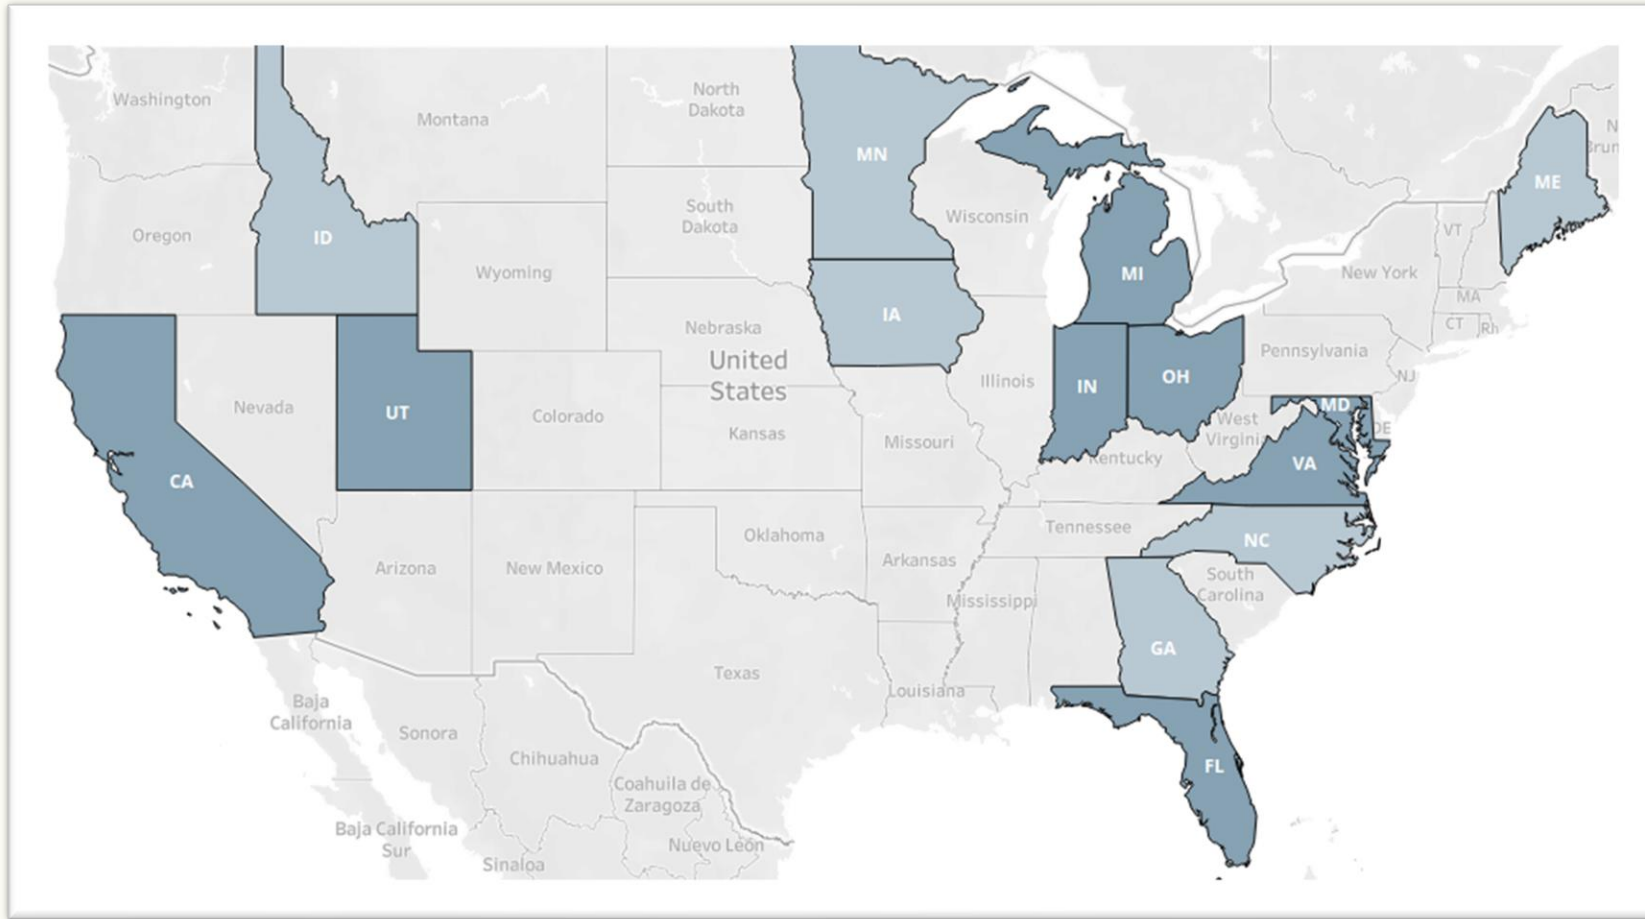 Washington
Montana
North
Dakota
MN
ME
N
Brun
Oregon
ID
South
Dakota
Wisconsin
VT
Wyoming
MI
New York
IA
MA
Nebraska
CT
Rh
United
States
Pennsylvania
NJ
Nevada
UT
Colorado
Illinois
IN
OH
MD
Kansas
Missouri
West
Virgini
DE
CA
Kentucky
VA
Oklahoma
Tennessee
NC
Arizona
New Mexico
Arkansas
South
Carolina
Mississippi
GA
Texas
Louisiana
Baja
California
Sonora
Chihuahua
FL
Coahuila de
Zaragoza
Baja California
Sur
Nuevo León
Sinaloa